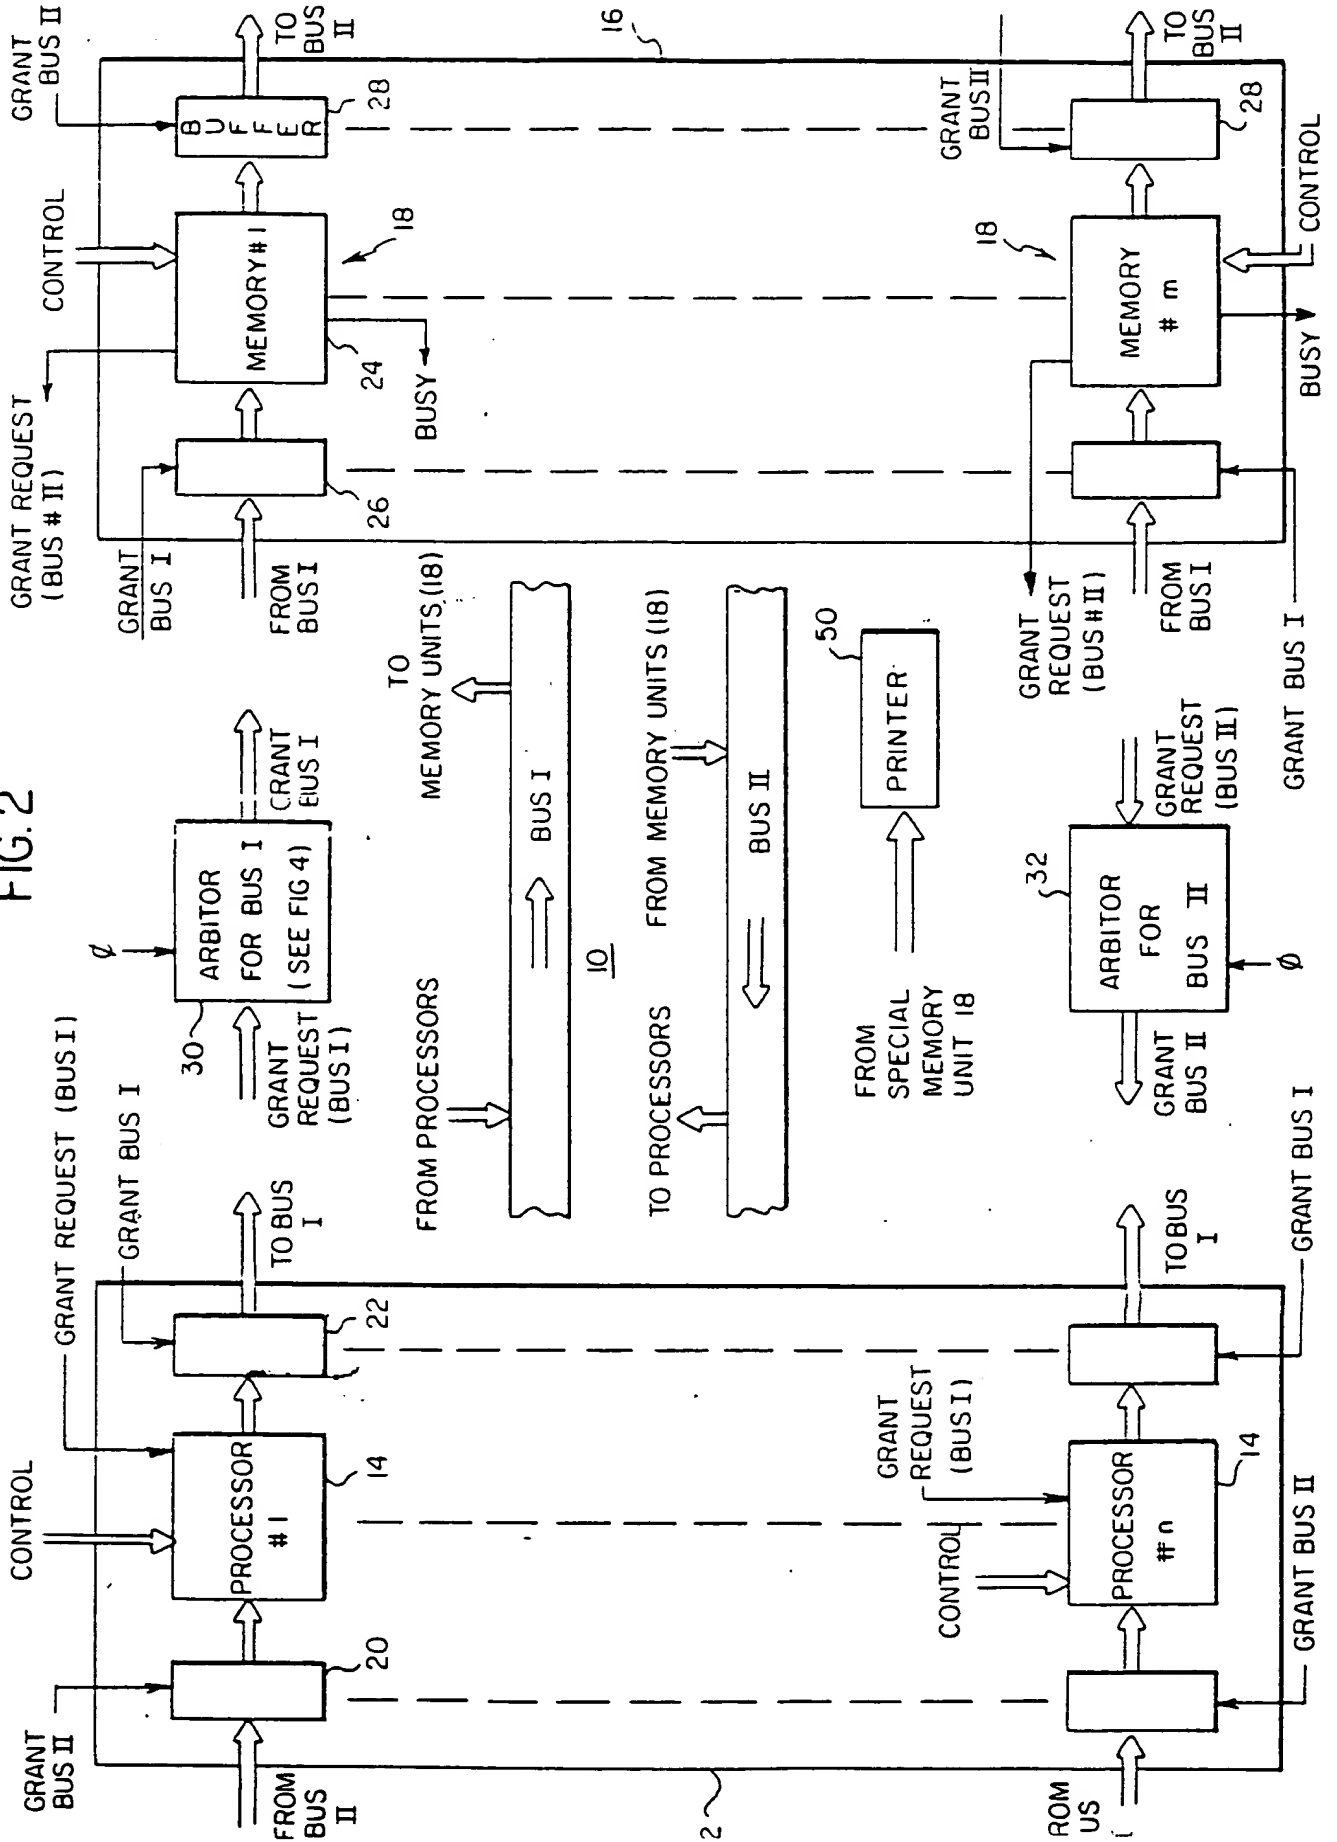 FIG. 2
CONTROL
GRANT REQUEST (BUS I)
GRANT BUS I
GRANT
BUS II
FROM
BUS
II
20
PROCESSOR
#1
14
22
TO BUS
I
2
ROM
US
CONTROL
GRANT
REQUEST
(BUS I)
PROCESSOR
#n
14
TO BUS
I
GRANT BUS II
GRANT BUS I
Ø
30
ARBITOR
FOR BUS I
(SEE FIG 4)
GRANT
REQUEST
(BUS I)
GRANT
BUS I
FROM PROCESSORS
TO
MEMORY UNITS (18)
BUS I
10
TO PROCESSORS
FROM MEMORY UNITS (18)
BUS II
FROM
SPECIAL
MEMORY
UNIT 18
PRINTER
50
32
ARBITOR
FOR
BUS II
GRANT
BUS II
GRANT
REQUEST
(BUS II)
Ø
GRANT REQUEST
(BUS # II)
CONTROL
GRANT
BUS II
GRANT
BUS I
FROM
BUS I
26
MEMORY #1
24
BUSY
18
BUFFER
28
TO
BUS
II
16
GRANT
REQUEST
(BUS # II)
FROM
BUS I
GRANT BUS I
18
MEMORY
# m
GRANT
BUS II
28
TO
BUS
II
BUSY
CONTROL